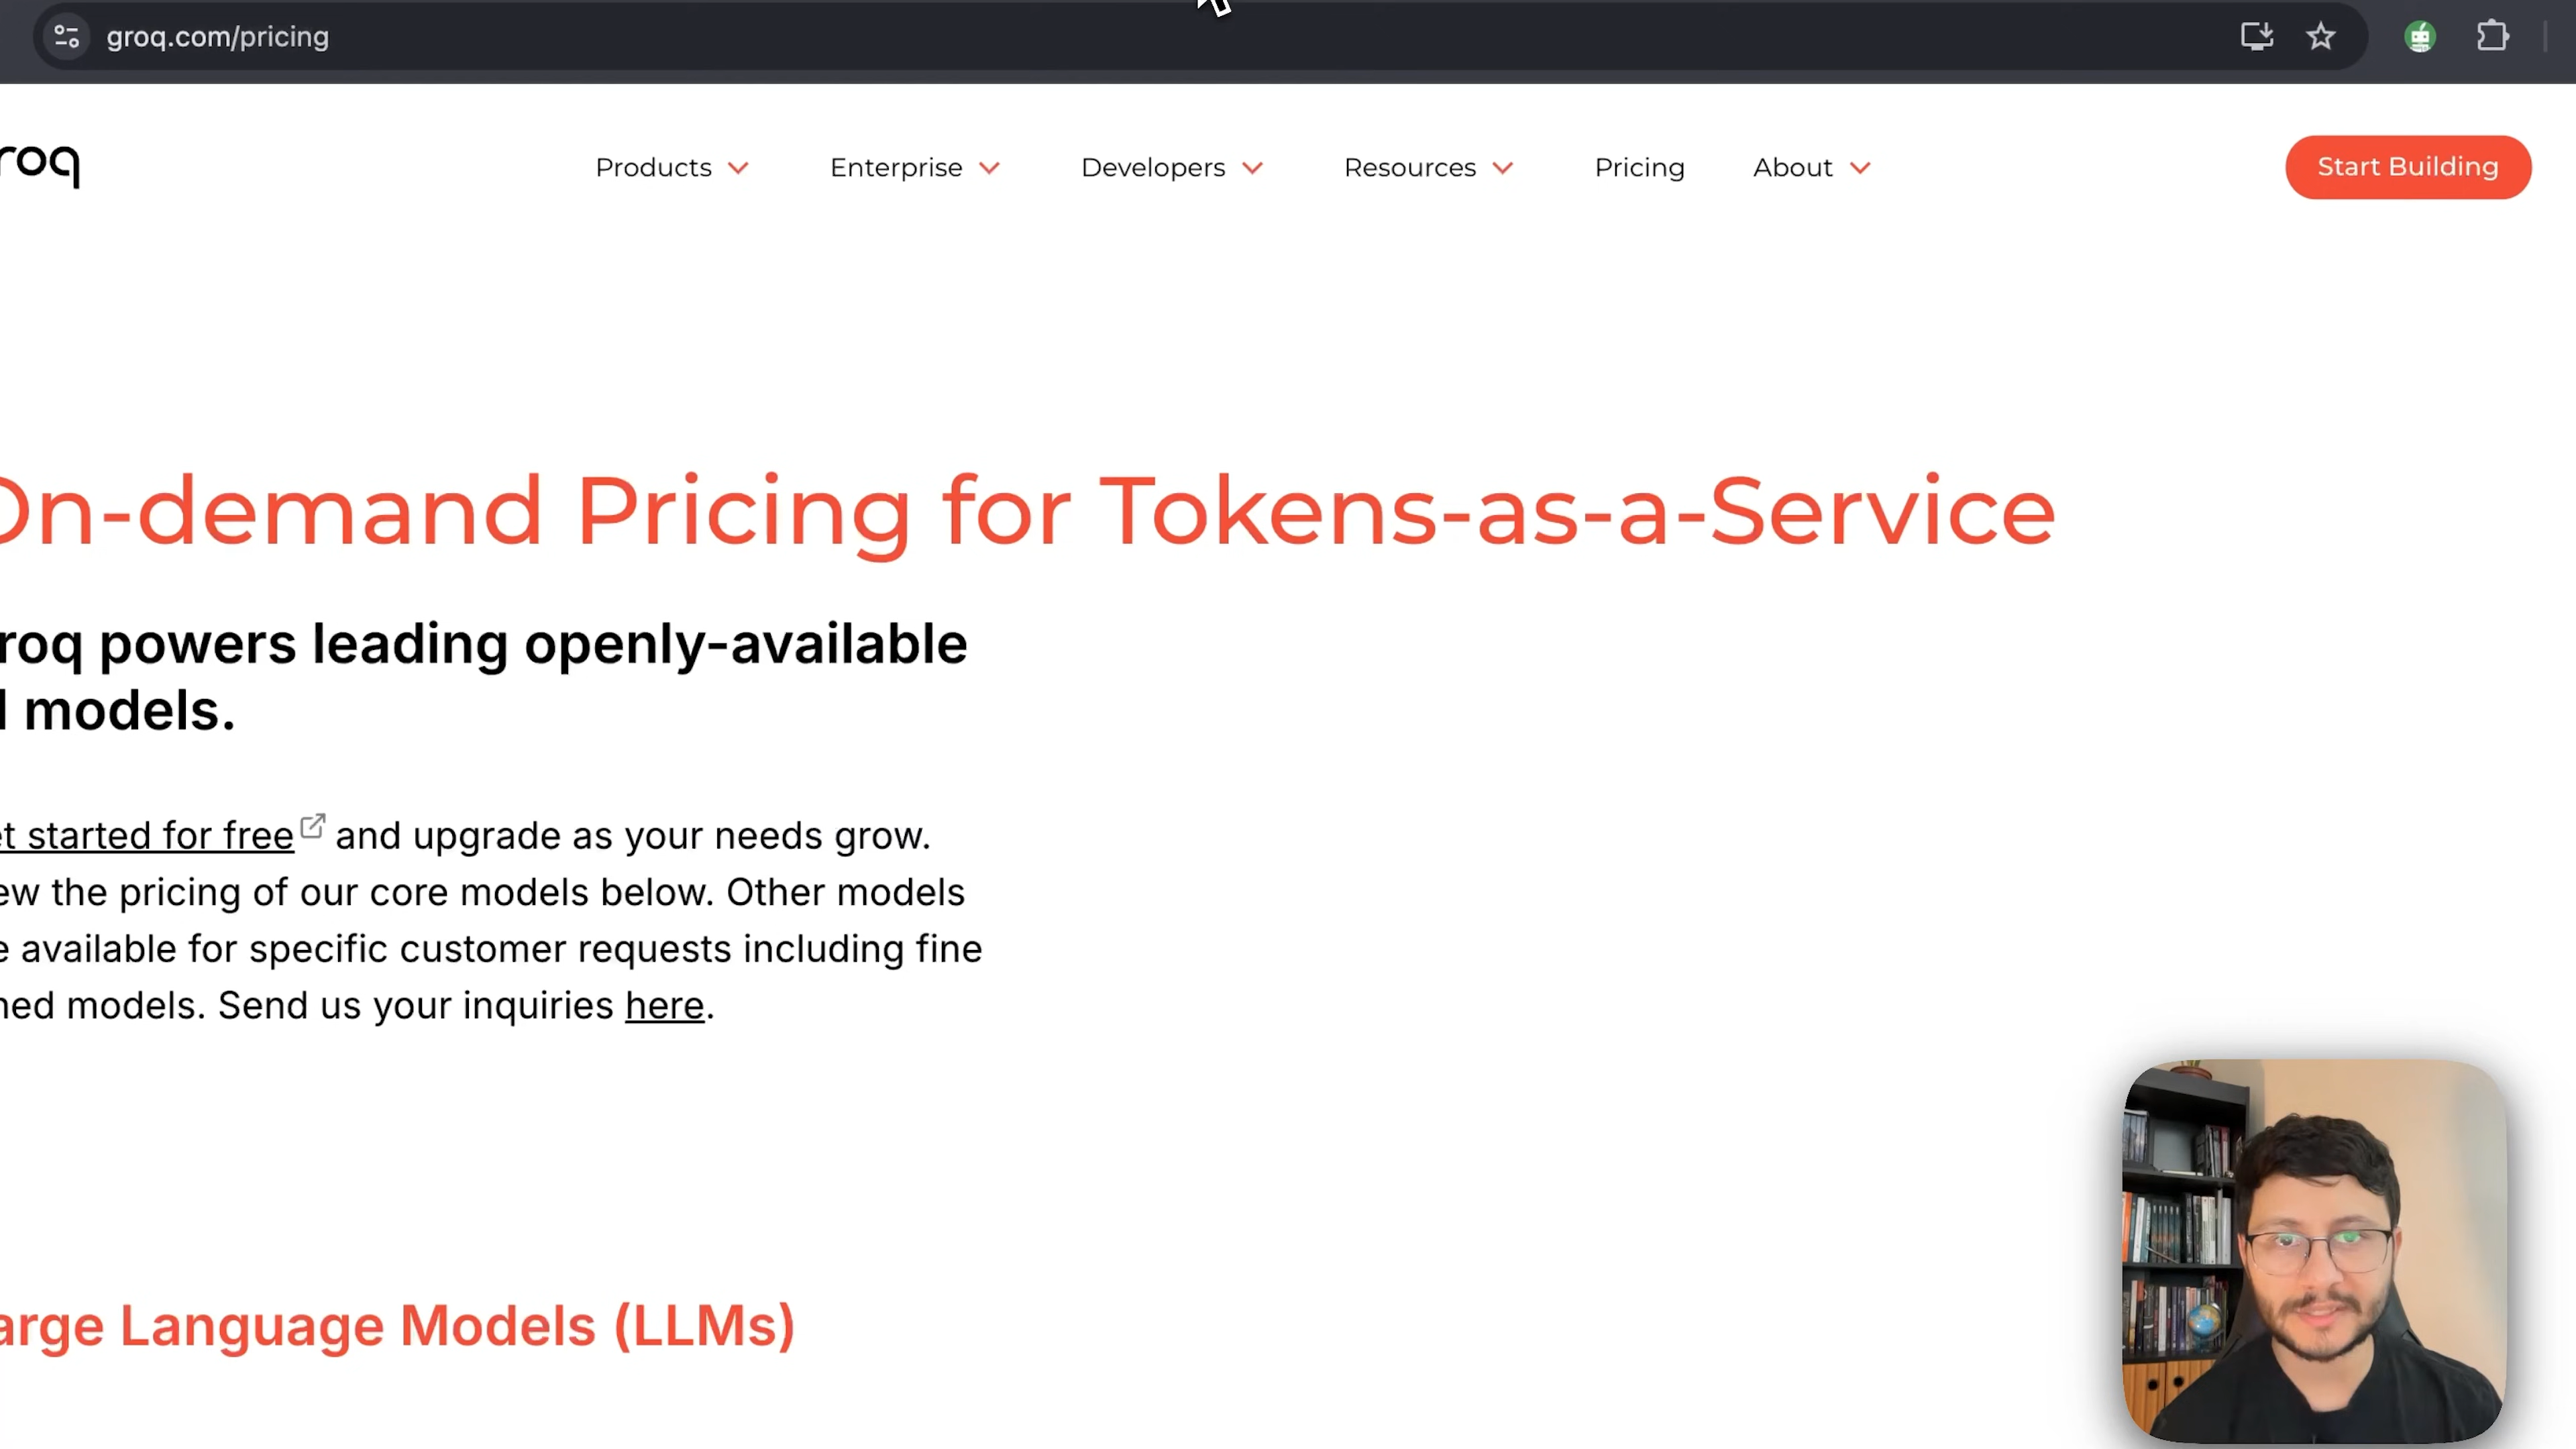 groq.com/pricing
roq
Products
Enterprise
Developers
Resources
Pricing
About
Start Building
On-demand Pricing for Tokens-as-a-Service
roq powers leading openly-available
models.
et started for free and upgrade as your needs grow.
ew the pricing of our core models below. Other models
e available for specific customer requests including fine
ned models. Send us your inquiries here.
arge Language Models (LLMs)